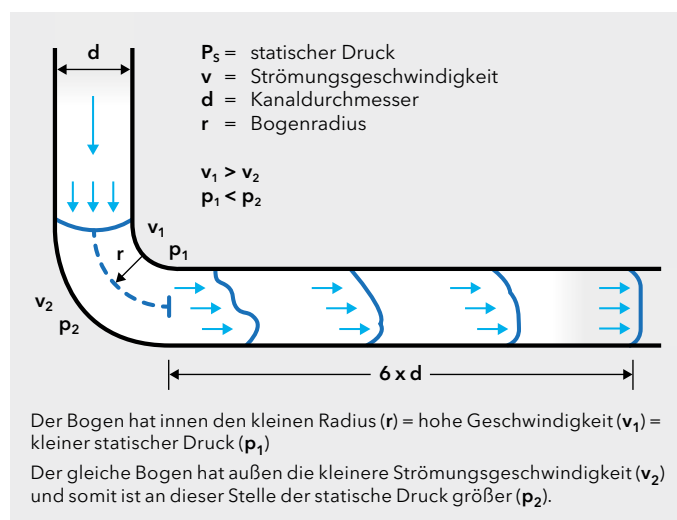 d
P_S = statischer Druck
v = Strömungsgeschwindigkeit
d = Kanaldurchmesser
r = Bogenradius
v₁ > v₂
p₁ < p₂
v₁
r
p₁
v₂
p₂
6 x d
Der Bogen hat innen den kleinen Radius (r) = hohe Geschwindigkeit (v₁) =
kleiner statischer Druck (p₁)
Der gleiche Bogen hat außen die kleinere Strömungsgeschwindigkeit (v₂)
und somit ist an dieser Stelle der statische Druck größer (p₂).